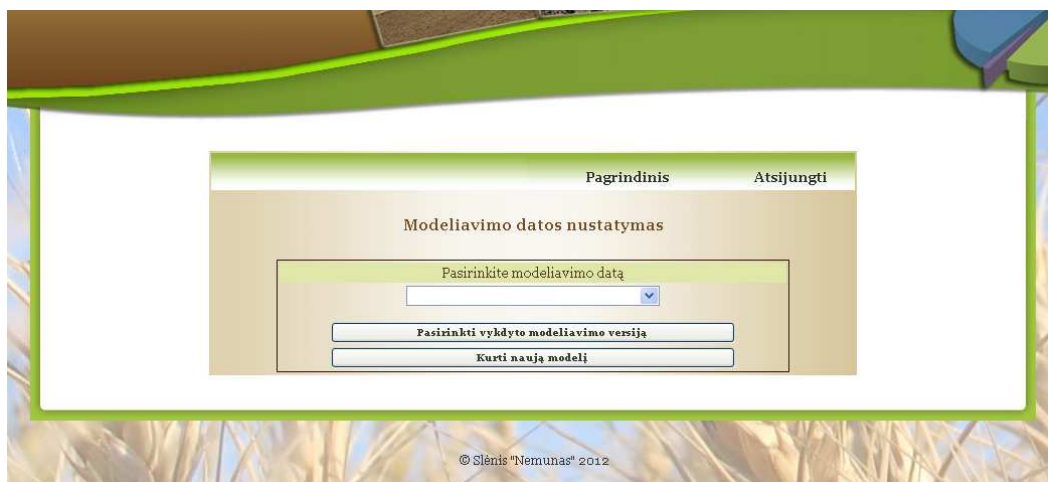 Pagrindinis Atsijungti
Modeliavimo datos nustatymas
Pasirinkite modeliavimo datą
Pasirinkti vykdyto modeliavimo versiją
Kurti naują modelį
© Slėnis "Nemunas" 2012